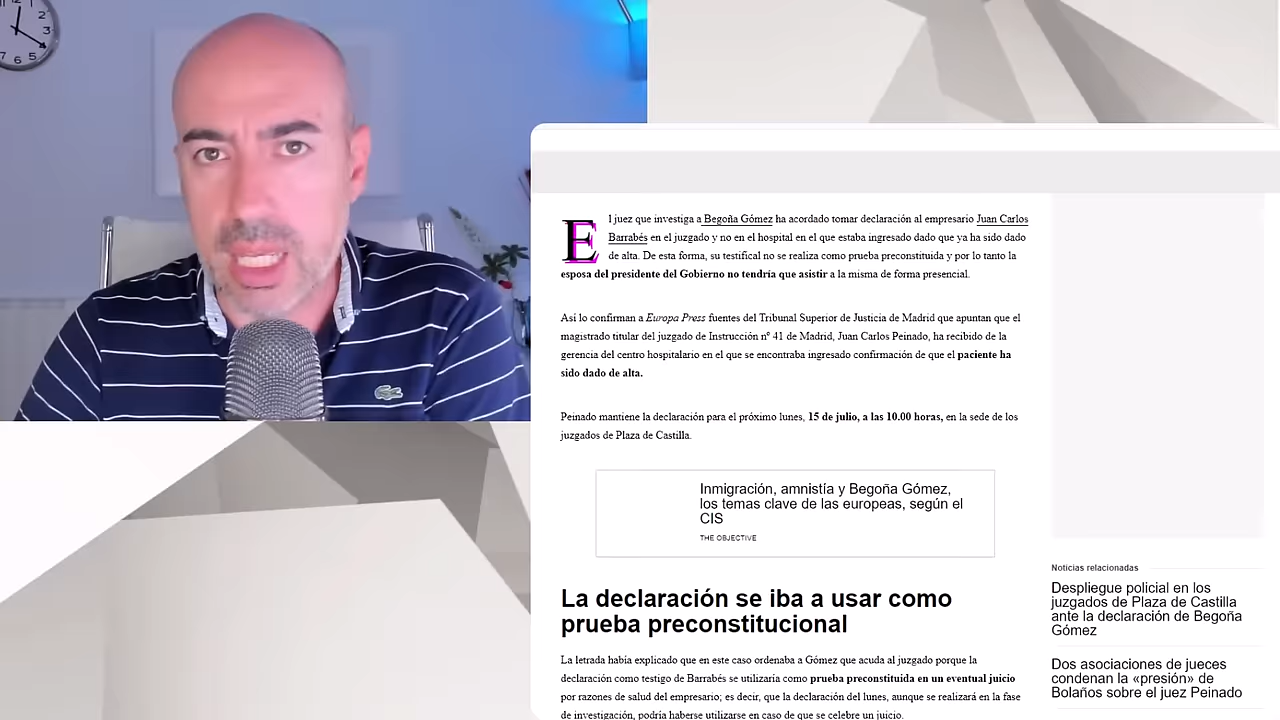 12
2
3
4
5
6
7
El juez que investiga a Begoña Gómez ha acordado tomar declaración al empresario Juan Carlos
Barrabés en el juzgado y no en el hospital en el que estaba ingresado dado que ya ha sido dado
de alta. De esta forma, su testifical no se realiza como prueba preconstituida y por lo tanto la
esposa del presidente del Gobierno no tendría que asistir a la misma de forma presencial.
Así lo confirman a Europa Press fuentes del Tribunal Superior de Justicia de Madrid que apuntan que el
magistrado titular del juzgado de Instrucción nº 41 de Madrid, Juan Carlos Peinado, ha recibido de la
gerencia del centro hospitalario en el que se encontraba ingresado confirmación de que el paciente ha
sido dado de alta.
Peinado mantiene la declaración para el próximo lunes, 15 de julio, a las 10.00 horas, en la sede de los
juzgados de Plaza de Castilla.
Inmigración, amnistía y Begoña Gómez,
los temas clave de las europeas, según el
CIS
THE OBJECTIVE
La declaración se iba a usar como
prueba preconstitucional
La letrada había explicado que en este caso ordenaba a Gómez que acuda al juzgado porque la
declaración como testigo de Barrabés se utilizaría como prueba preconstituida en un eventual juicio
por razones de salud del empresario; es decir, que la declaración del lunes, aunque se realizará en la fase
de investigación, podría haberse utilizarse en caso de que se celebre un juicio.
Noticias relacionadas
Despliegue policial en los
juzgados de Plaza de Castilla
ante la declaración de Begoña
Gómez
Dos asociaciones de jueces
condenan la «presión» de
Bolaños sobre el juez Peinado